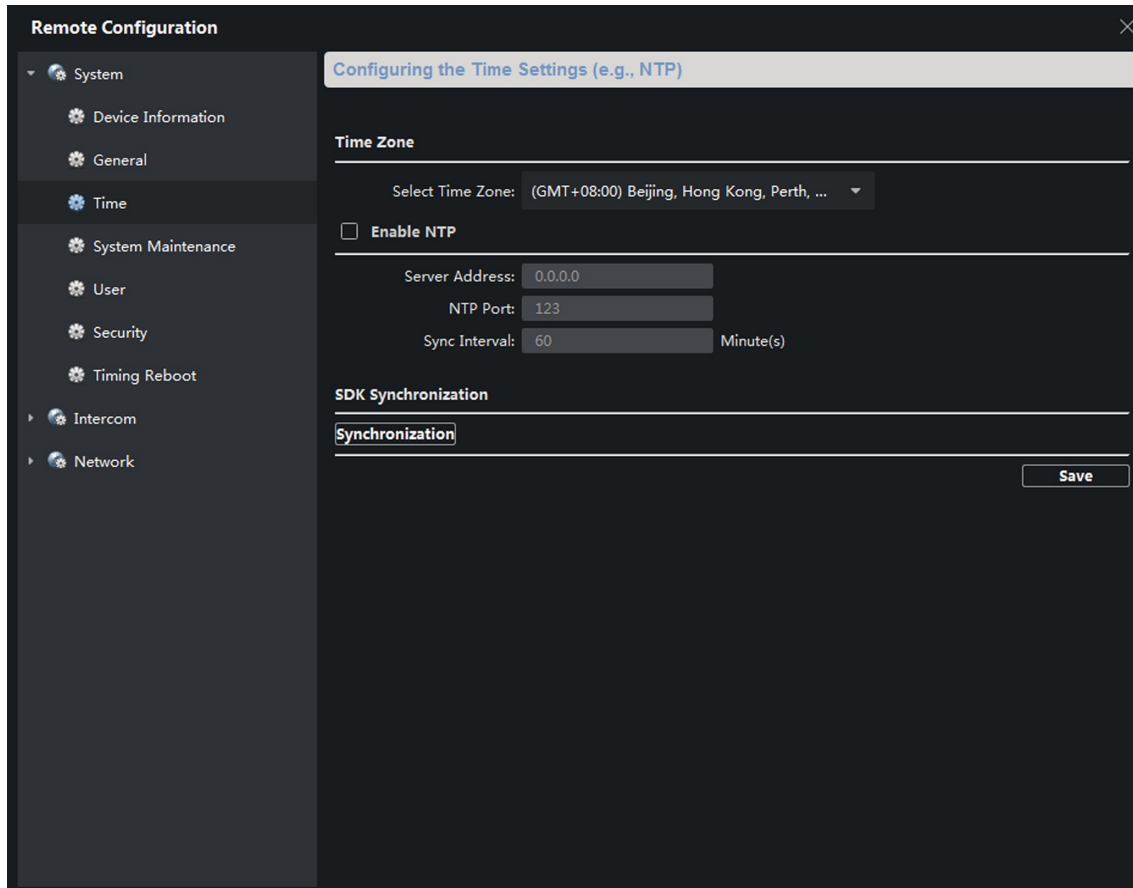 Remote Configuration
System
Device Information
General
Time
System Maintenance
User
Security
Timing Reboot
Intercom
Network
Configuring the Time Settings (e.g., NTP)
Time Zone
Select Time Zone: (GMT+08:00) Beijing, Hong Kong, Perth, ...
Enable NTP
Server Address: 0.0.0.0
NTP Port: 123
Sync Interval: 60 Minute(s)
SDK Synchronization
Synchronization
Save